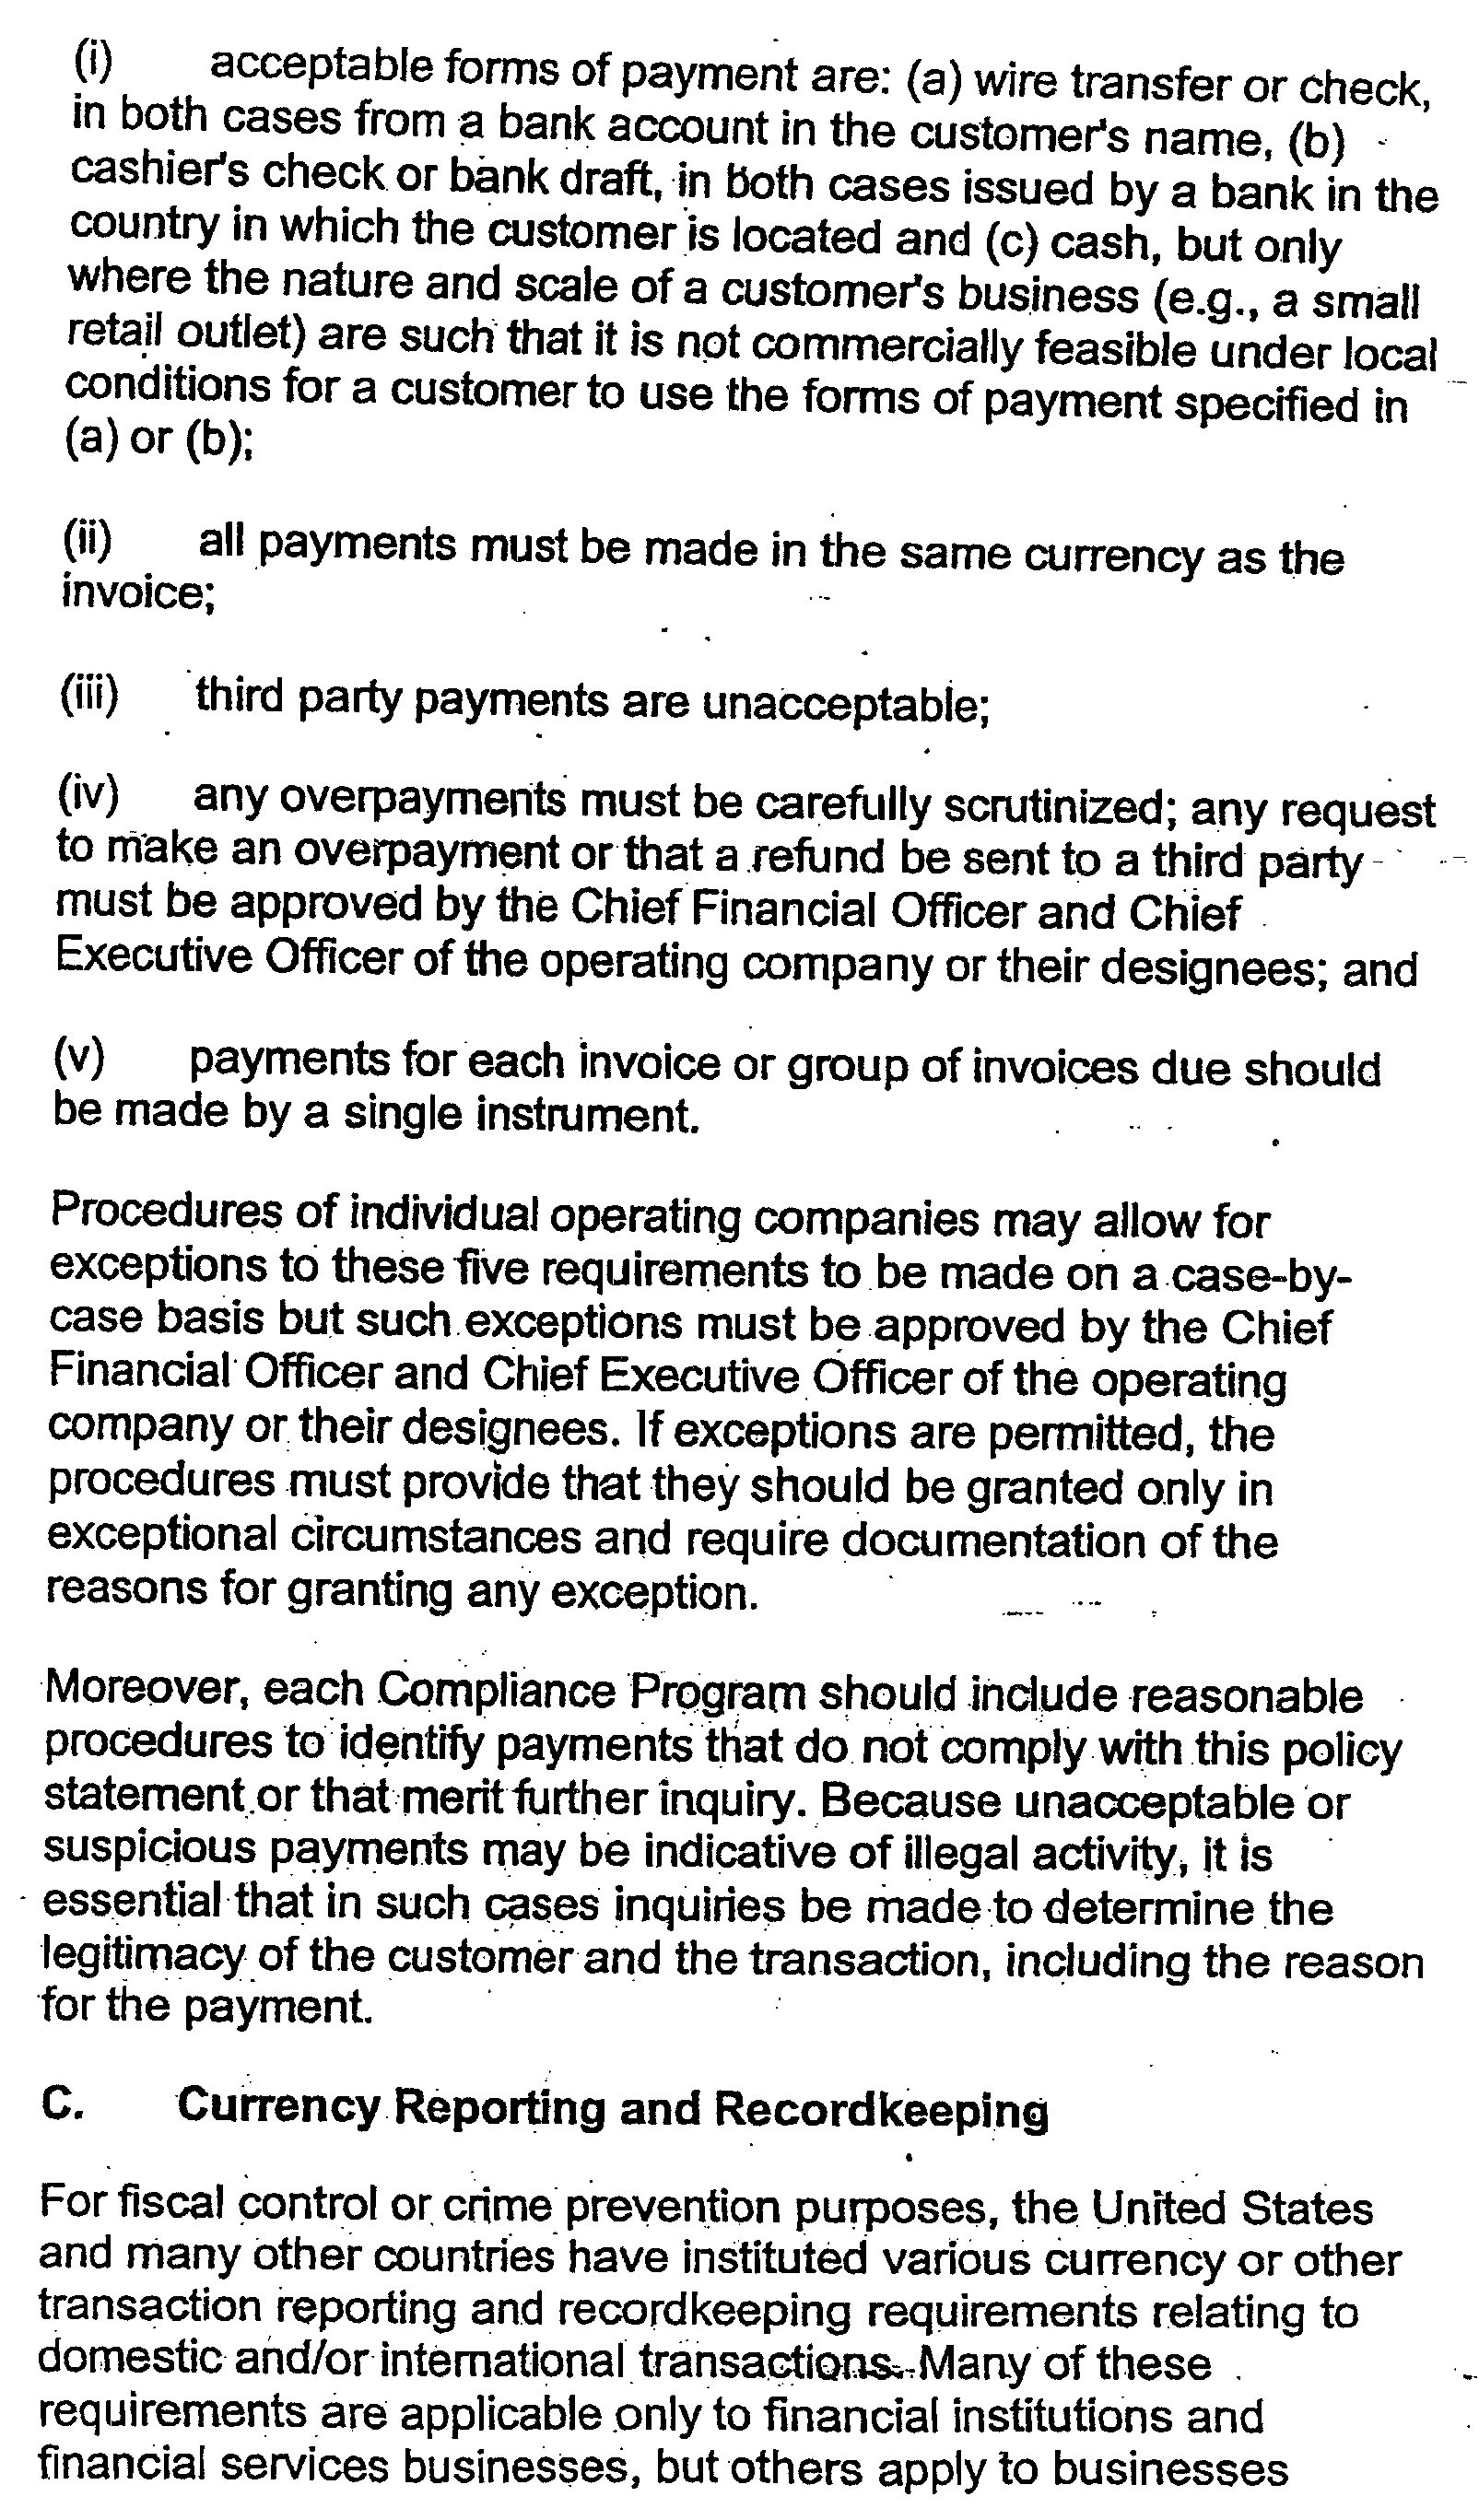 (i) acceptable forms of payment are: (a) wire transfer or check,
in both cases from a bank account in the customer's name, (b)
cashier's check or bank draft, in both cases issued by a bank in the
country in which the customer is located and (c) cash, but only
where the nature and scale of a customer's business (e.g., a small
retail outlet) are such that it is not commercially feasible under local
conditions for a customer to use the forms of payment specified in
(a) or (b);
(ii) all payments must be made in the same currency as the
invoice;
(iii) third party payments are unacceptable;
(iv) any overpayments must be carefully scrutinized; any request
to make an overpayment or that a refund be sent to a third party
must be approved by the Chief Financial Officer and Chief
Executive Officer of the operating company or their designees; and
(v) payments for each invoice or group of invoices due should
be made by a single instrument.
Procedures of individual operating companies may allow for
exceptions to these five requirements to be made on a case-by-
case basis but such exceptions must be approved by the Chief
Financial Officer and Chief Executive Officer of the operating
company or their designees. If exceptions are permitted, the
procedures must provide that they should be granted only in
exceptional circumstances and require documentation of the
reasons for granting any exception.
Moreover, each Compliance Program should include reasonable
procedures to identify payments that do not comply with this policy
statement or that merit further inquiry. Because unacceptable or
suspicious payments may be indicative of illegal activity, it is
essential that in such cases inquiries be made to determine the
legitimacy of the customer and the transaction, including the reason
for the payment.
C. Currency Reporting and Recordkeeping
For fiscal control or crime prevention purposes, the United States
and many other countries have instituted various currency or other
transaction reporting and recordkeeping requirements relating to
domestic and/or international transactions. Many of these
requirements are applicable only to financial institutions and
financial services businesses, but others apply to businesses